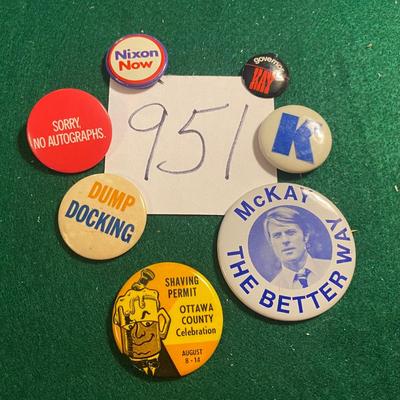 Nixon
Now
governor
RAY
951
SORRY,
NO AUTOGRAPHS.
K
DUMP
DOCKING
McKAY
THE BETTER WAY
SHAVING
PERMIT
OTTAWA
COUNTY
Celebration
AUGUST
8-14